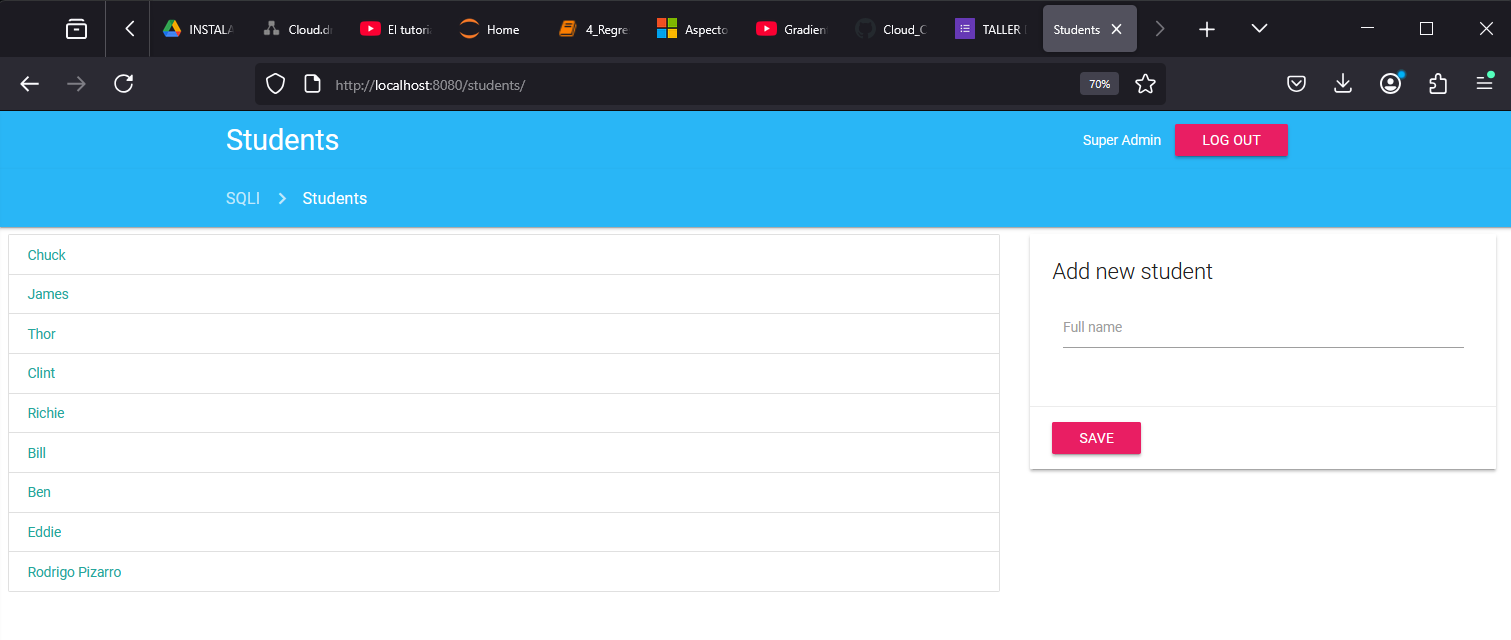 INSTALA
Cloud.dr
El tutoria
Home
4_Regre
Aspecto
Gradien
Cloud_C
TALLER
Students
http://localhost:8080/students/
70%
Students
Super Admin
LOG OUT
SQLI
Students
Chuck
James
Thor
Clint
Richie
Bill
Ben
Eddie
Rodrigo Pizarro
Add new student
Full name
SAVE